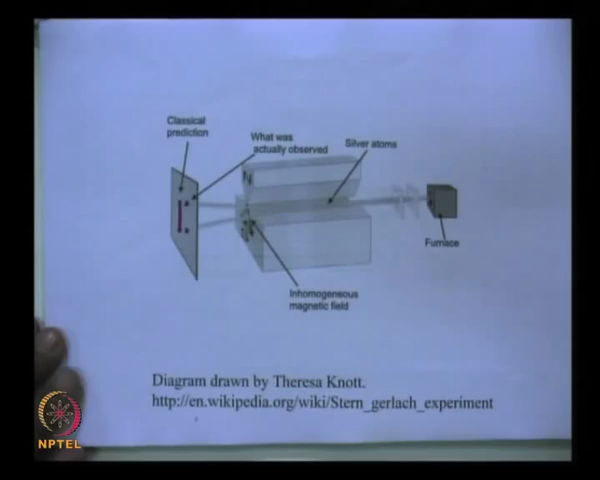 Classical
prediction
What was
actually observed
Silver atoms
N
Furnace
Inhomogeneous
magnetic field
Diagram drawn by Theresa Knott.
http://en.wikipedia.org/wiki/Stern_gerlach_experiment
NPTEL